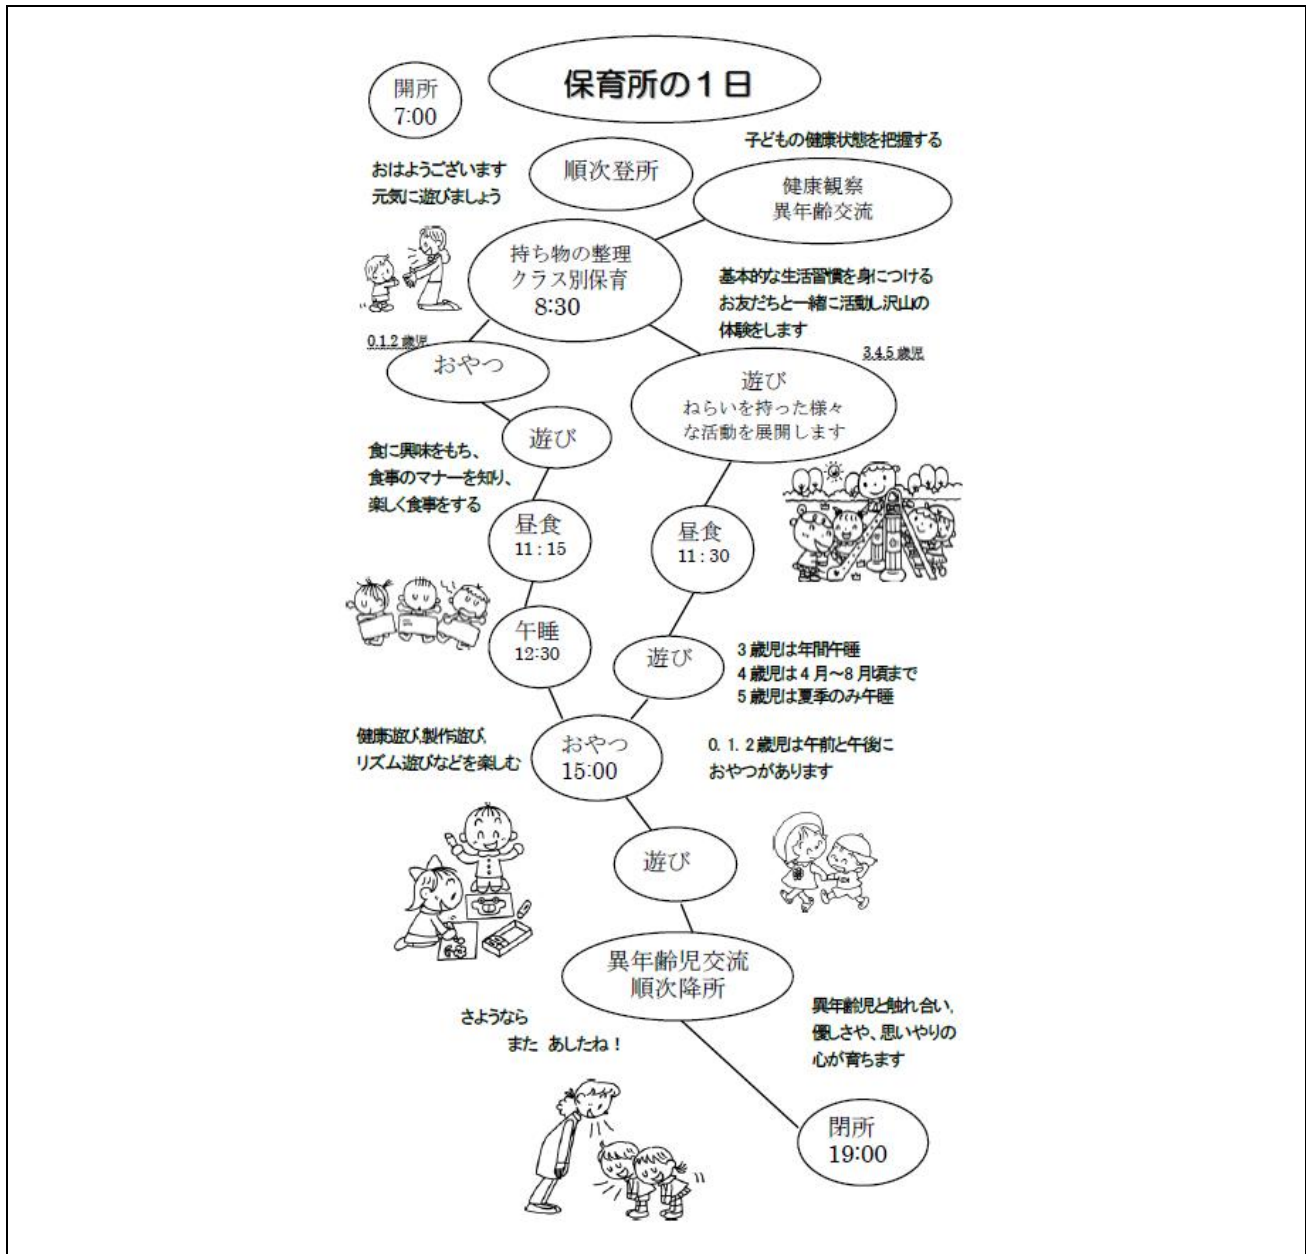 保育所の１日
開所
7:00
順次登所
子どもの健康状態を把握する
おはようございます
元気に遊びましょう
健康観察
異年齢交流
持ち物の整理
クラス別保育
8:30
基本的な生活習慣を身につける
お友だちと一緒に活動し沢山の
体験をします
0.1.2 歳児
おやつ
3.4.5 歳児
遊び
ねらいを持った様々
な活動を展開します
遊び
食に興味をもち、
食事のマナーを知り、
楽しく食事をする
昼食
11：15
昼食
11：30
午睡
12:30
遊び
3 歳児は年間午睡
4 歳児は 4 月～8 月頃まで
5 歳児は夏季のみ午睡
健康遊び,製作遊び,
リズム遊びなどを楽しむ
おやつ
15:00
0. 1. 2 歳児は午前と午後に
おやつがあります
遊び
異年齢児交流
順次降所
さようなら
また あしたね！
異年齢児と触れ合い,
優しさや、思いやりの
心が育ちます
閉所
19:00